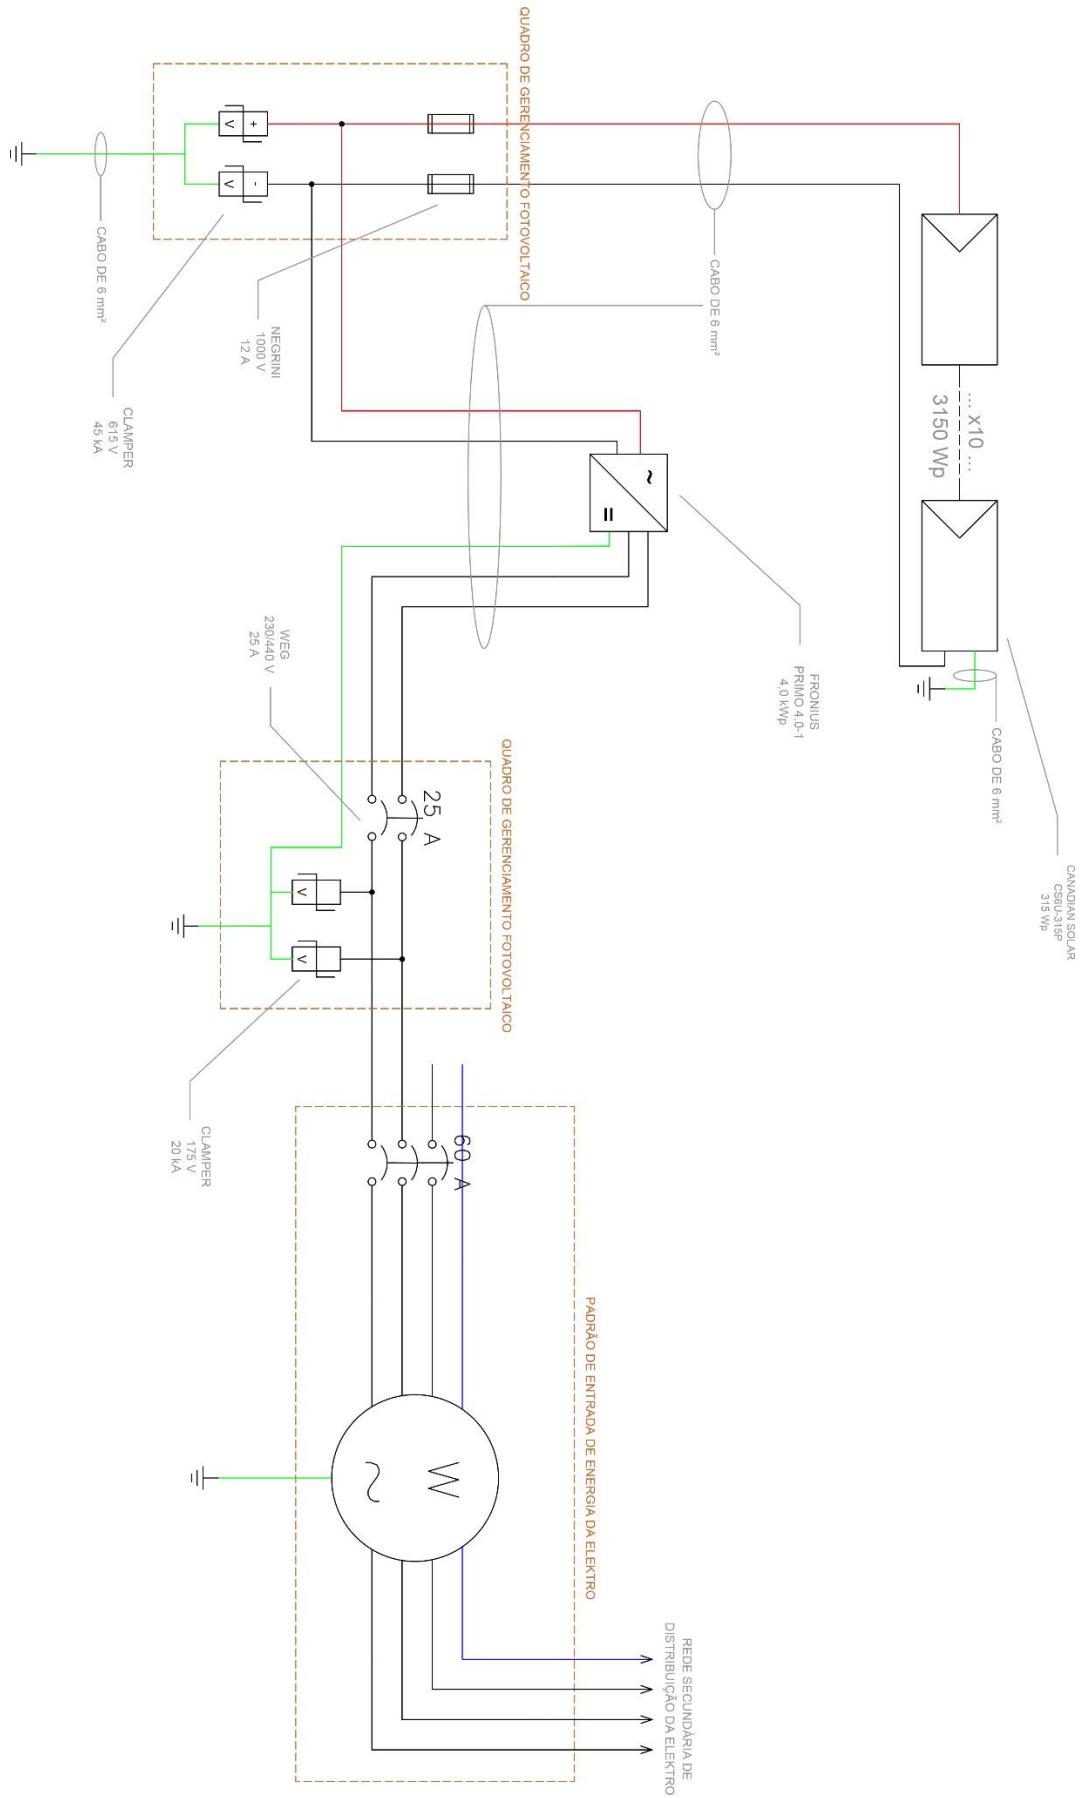 QUADRO DE GERENCIAMENTO FOTOVOLTAICO
+
V
-
V
CABO DE 6 mm²
CLAMPER
615 V
45 kA
NEGRINI
1000 V
12 A
CABO DE 6 mm²
... x10 ...
3150 Wp
CABO DE 6 mm²
CANADIAN SOLAR
CS6U-315P
315 Wp
~
=
FRONIUS
PRIMO 4.0-1
4,0 kWp
WEG
230/440 V
25 A
QUADRO DE GERENCIAMENTO FOTOVOLTAICO
25 A
V
V
CLAMPER
175 V
20 kA
60 A
PADRÃO DE ENTRADA DE ENERGIA DA ELEKTRO
W
~
REDE SECUNDÁRIA DE
DISTRIBUIÇÃO DA ELEKTRO